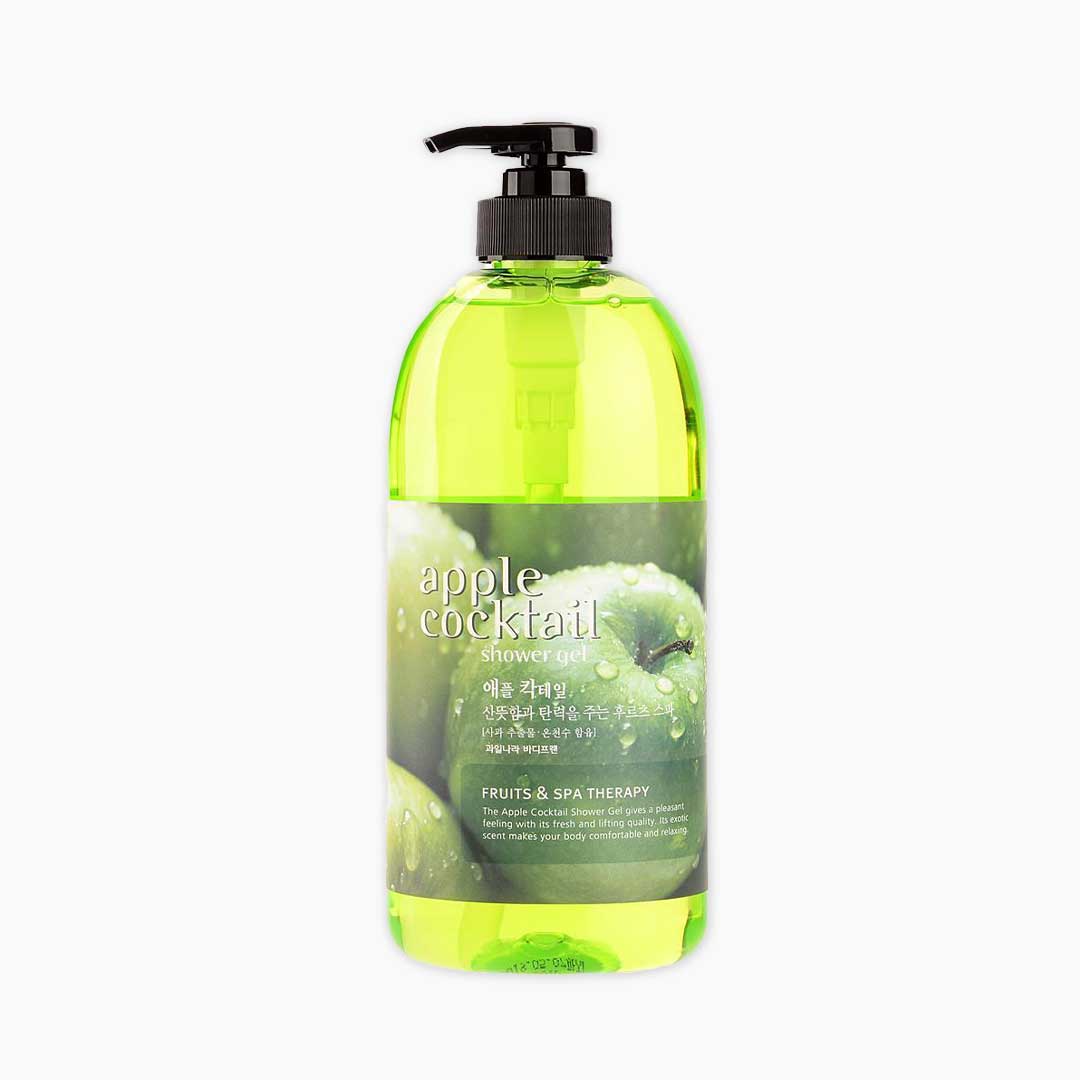 apple
cocktail
shower gel
애플 칵테일
산뜻함과 탄력을 주는 후르츠 스파
[사과 추출물·온천수 함유]
과일나라 바디프랜
FRUITS & SPA THERAPY
The Apple Cocktail Shower Gel gives a pleasant
feeling with its fresh and lifting quality. Its exotic
scent makes your body comfortable and relaxing.